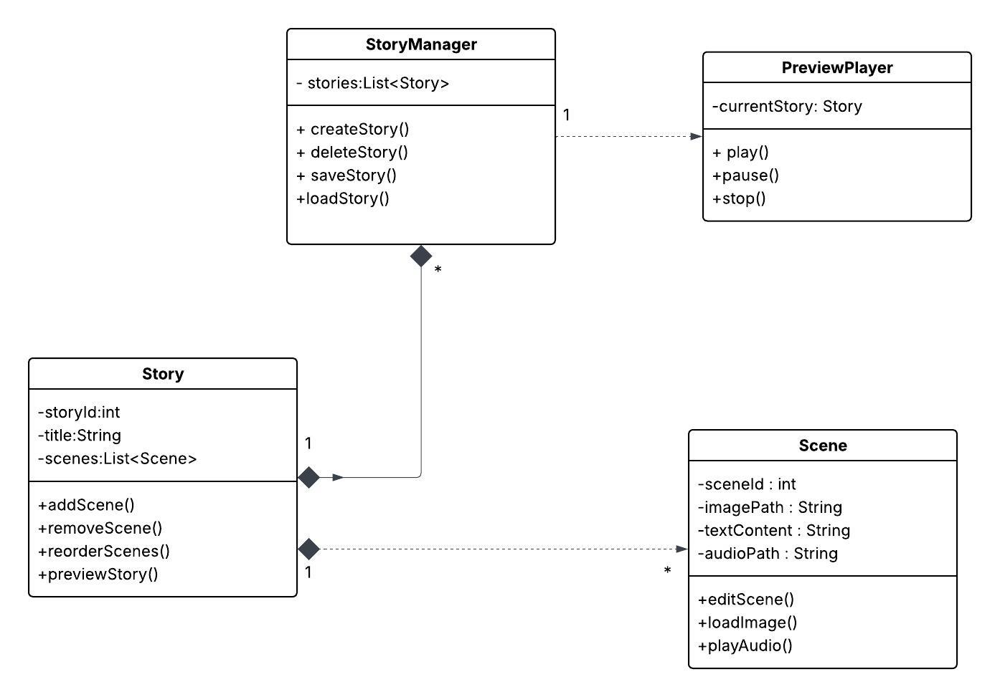 StoryManager
- stories:List<Story>
+ createStory()
+ deleteStory()
+ saveStory()
+loadStory()
1
PreviewPlayer
-currentStory: Story
+ play()
+pause()
+stop()
*
Story
-storyId:int
-title:String
-scenes:List<Scene>
+addScene()
+removeScene()
+reorderScenes()
+previewStory()
1
1
*
Scene
-sceneId : int
-imagePath : String
-textContent : String
-audioPath : String
+editScene()
+loadImage()
+playAudio()